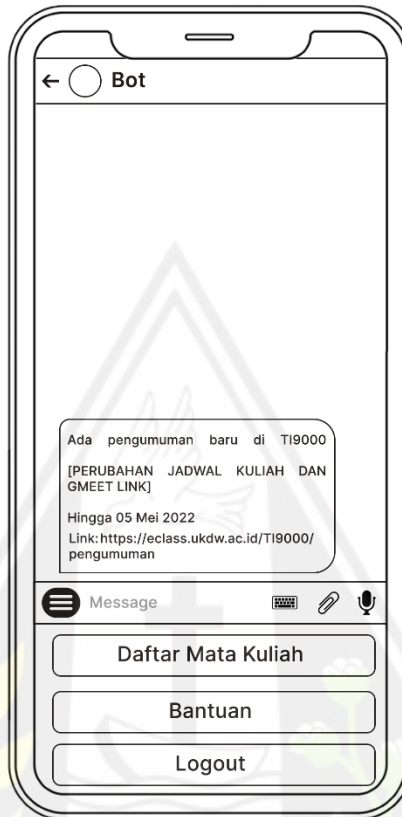 Bot
Ada pengumuman baru di TI9000
[PERUBAHAN JADWAL KULIAH DAN
GMEET LINK]
Hingga 05 Mei 2022
Link:https://eclass.ukdw.ac.id/TI9000/
pengumuman
Message
Daftar Mata Kuliah
Bantuan
Logout